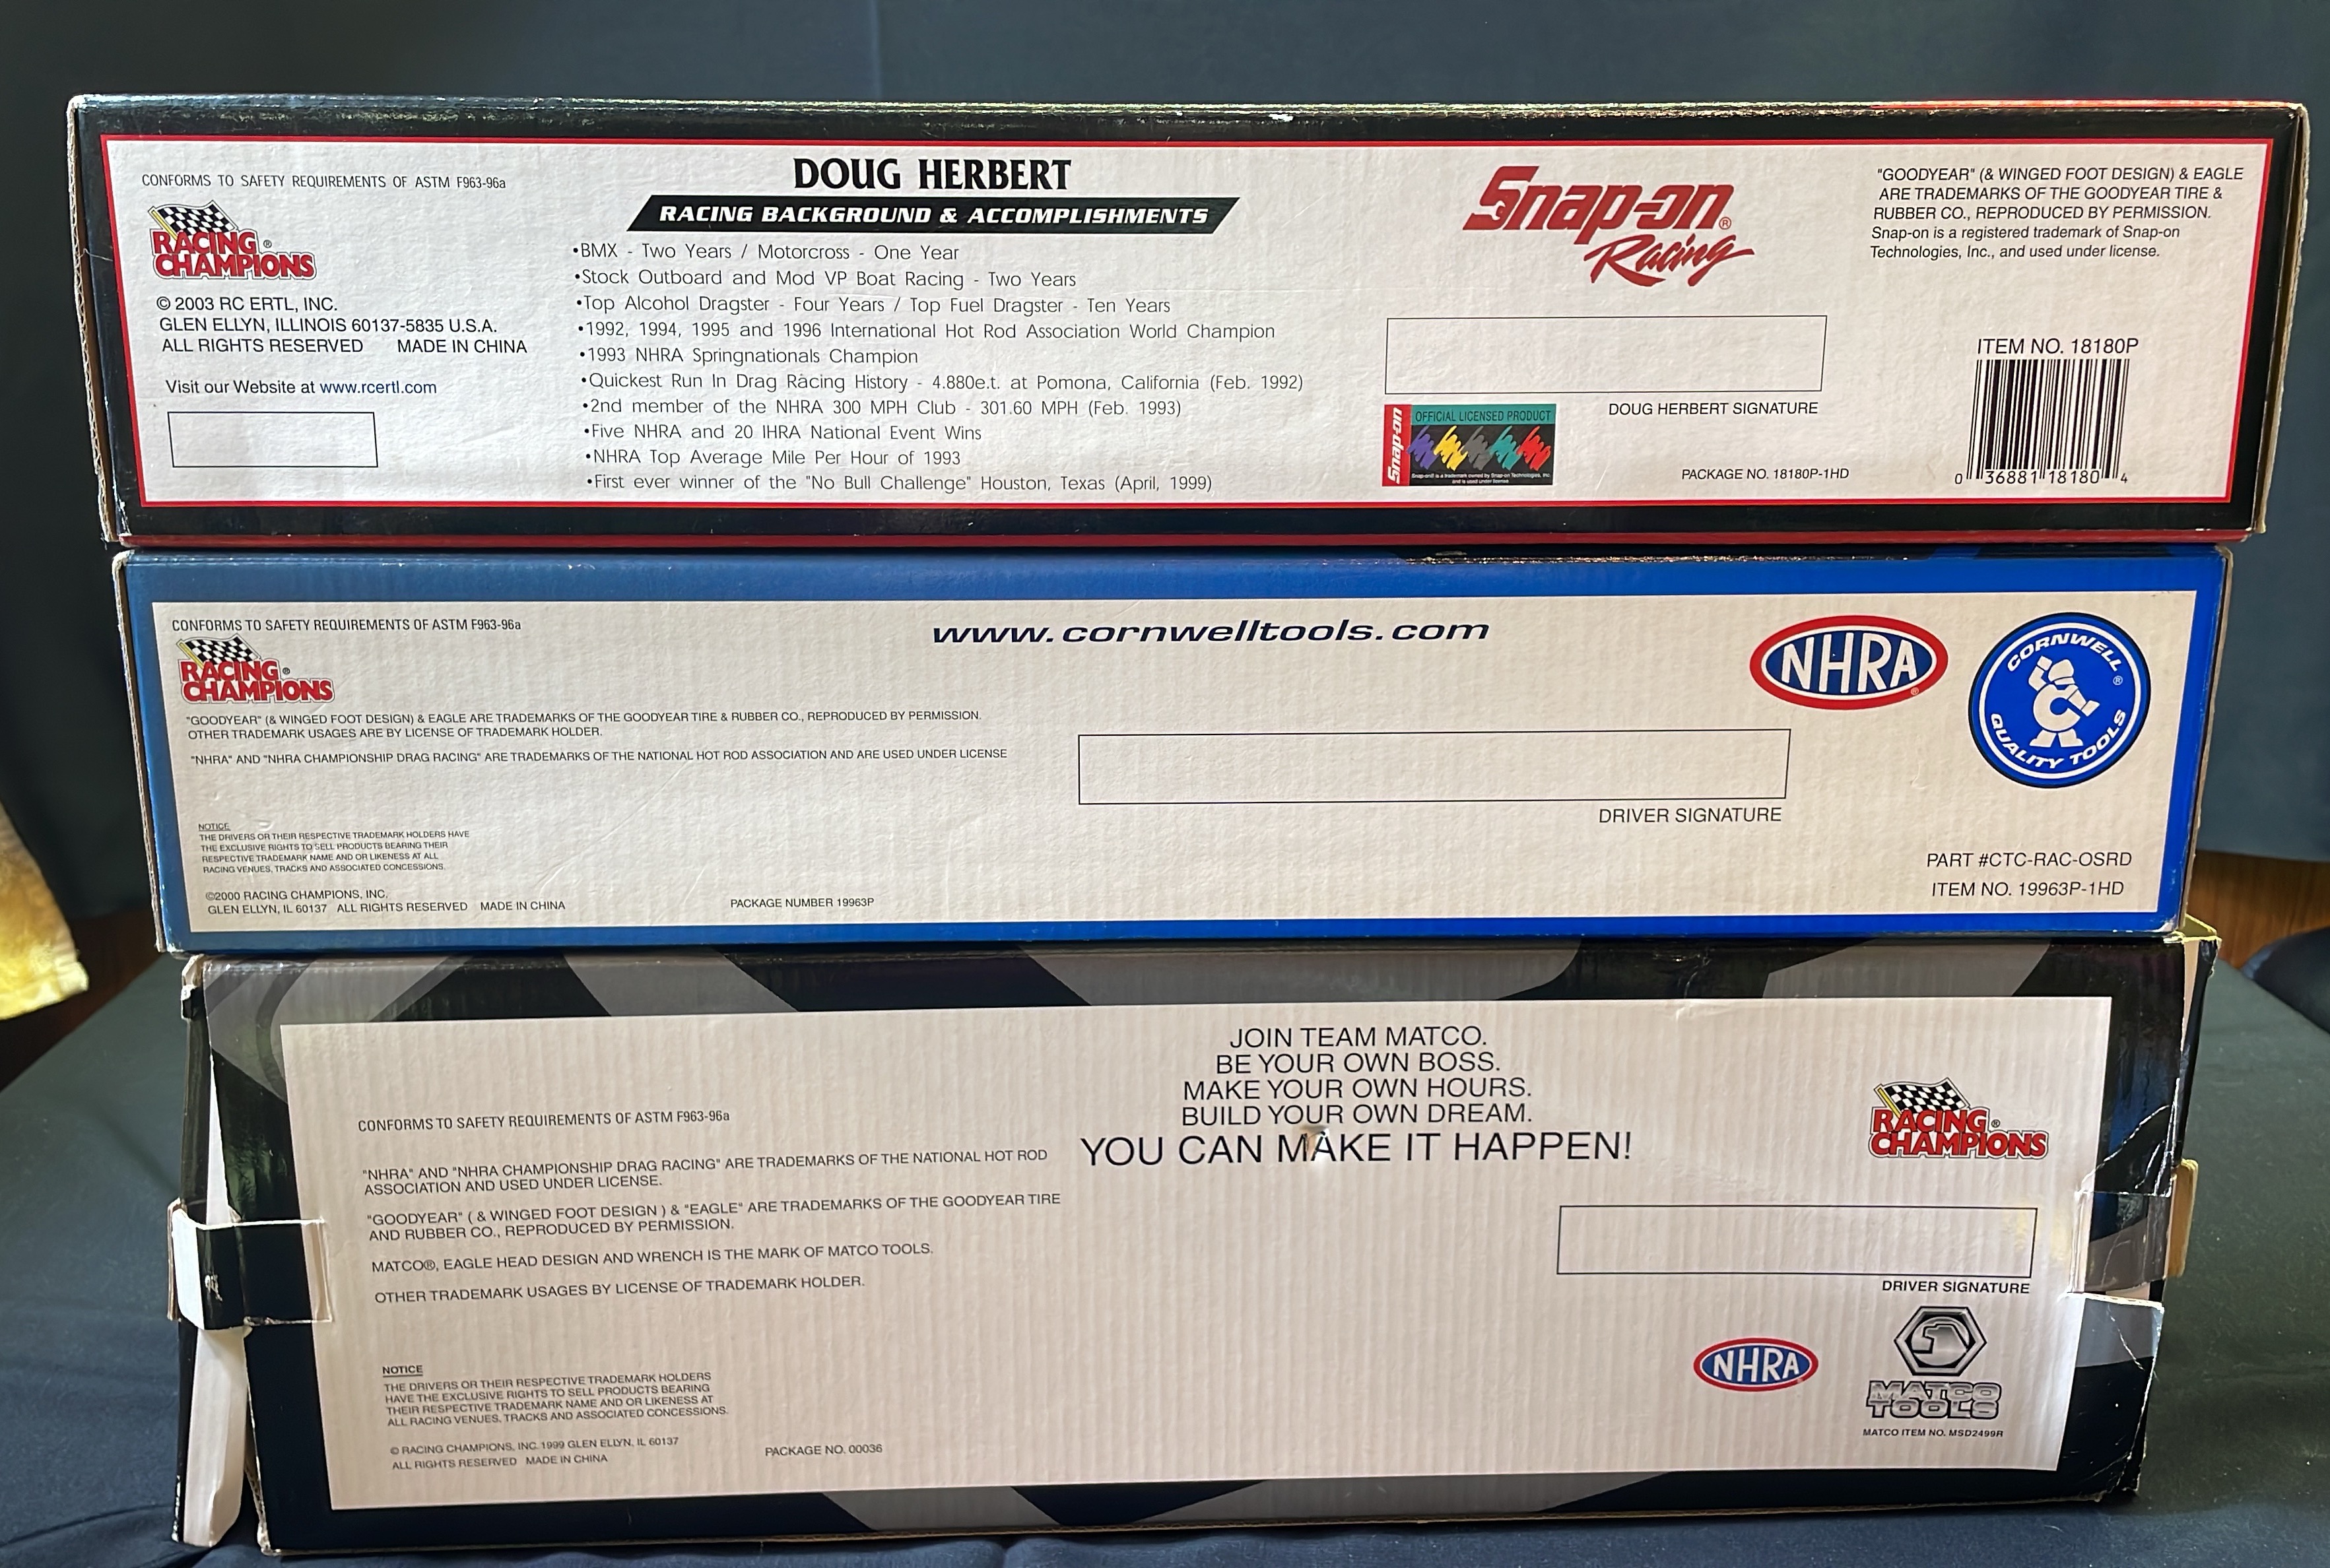 CONFORMS TO SAFETY REQUIREMENTS OF ASTM F963-96a
RACING ®
CHAMPIONS
© 2003 RC ERTL, INC.
GLEN ELLYN, ILLINOIS 60137-5835 U.S.A.
ALL RIGHTS RESERVED MADE IN CHINA
Visit our Website at www.rcertl.com
DOUG HERBERT
RACING BACKGROUND & ACCOMPLISHMENTS
•BMX - Two Years / Motorcross - One Year
•Stock Outboard and Mod VP Boat Racing - Two Years
•Top Alcohol Dragster - Four Years / Top Fuel Dragster - Ten Years
•1992, 1994, 1995 and 1996 International Hot Rod Association World Champion
•1993 NHRA Springnationals Champion
•Quickest Run In Drag Racing History - 4.880e.t. at Pomona, California (Feb. 1992)
•2nd member of the NHRA 300 MPH Club - 301.60 MPH (Feb. 1993)
•Five NHRA and 20 IHRA National Event Wins
•NHRA Top Average Mile Per Hour of 1993
•First ever winner of the "No Bull Challenge" Houston, Texas (April, 1999)
Snap-on®
Racing
DOUG HERBERT SIGNATURE
Snap-on
OFFICIAL LICENSED PRODUCT
Snap-on® is a trademark owned by Snap-on Technologies, Inc.
and is used under license.
PACKAGE NO. 18180P-1HD
"GOODYEAR" (& WINGED FOOT DESIGN) & EAGLE
ARE TRADEMARKS OF THE GOODYEAR TIRE &
RUBBER CO., REPRODUCED BY PERMISSION.
Snap-on is a registered trademark of Snap-on
Technologies, Inc., and used under license.
ITEM NO. 18180P
0 36881 18180 4
CONFORMS TO SAFETY REQUIREMENTS OF ASTM F963-96a
RACING ®
CHAMPIONS
"GOODYEAR" (& WINGED FOOT DESIGN) & EAGLE ARE TRADEMARKS OF THE GOODYEAR TIRE & RUBBER CO., REPRODUCED BY PERMISSION.
OTHER TRADEMARK USAGES ARE BY LICENSE OF TRADEMARK HOLDER.
"NHRA" AND "NHRA CHAMPIONSHIP DRAG RACING" ARE TRADEMARKS OF THE NATIONAL HOT ROD ASSOCIATION AND ARE USED UNDER LICENSE
NOTICE
THE DRIVERS OR THEIR RESPECTIVE TRADEMARK HOLDERS HAVE
THE EXCLUSIVE RIGHTS TO SELL PRODUCTS BEARING THEIR
RESPECTIVE TRADEMARK NAME AND OR LIKENESS AT ALL
RACING VENUES, TRACKS AND ASSOCIATED CONCESSIONS.
©2000 RACING CHAMPIONS, INC.
GLEN ELLYN, IL 60137 ALL RIGHTS RESERVED MADE IN CHINA
PACKAGE NUMBER 19963P
www.cornwelltools.com
DRIVER SIGNATURE
NHRA®
CORNWELL ®
QUALITY TOOLS
PART #CTC-RAC-OSRD
ITEM NO. 19963P-1HD
JOIN TEAM MATCO.
BE YOUR OWN BOSS.
MAKE YOUR OWN HOURS.
BUILD YOUR OWN DREAM.
YOU CAN MAKE IT HAPPEN!
CONFORMS TO SAFETY REQUIREMENTS OF ASTM F963-96a
"NHRA" AND "NHRA CHAMPIONSHIP DRAG RACING" ARE TRADEMARKS OF THE NATIONAL HOT ROD
ASSOCIATION AND USED UNDER LICENSE.
"GOODYEAR" ( & WINGED FOOT DESIGN ) & "EAGLE" ARE TRADEMARKS OF THE GOODYEAR TIRE
AND RUBBER CO., REPRODUCED BY PERMISSION.
MATCO®, EAGLE HEAD DESIGN AND WRENCH IS THE MARK OF MATCO TOOLS.
OTHER TRADEMARK USAGES BY LICENSE OF TRADEMARK HOLDER.
NOTICE
THE DRIVERS OR THEIR RESPECTIVE TRADEMARK HOLDERS
HAVE THE EXCLUSIVE RIGHTS TO SELL PRODUCTS BEARING
THEIR RESPECTIVE TRADEMARK NAME AND OR LIKENESS AT
ALL RACING VENUES, TRACKS AND ASSOCIATED CONCESSIONS.
© RACING CHAMPIONS, INC. 1999 GLEN ELLYN, IL 60137
ALL RIGHTS RESERVED MADE IN CHINA
PACKAGE NO. 00036
RACING ®
CHAMPIONS
DRIVER SIGNATURE
NHRA
MATCO
TOOLS
MATCO ITEM NO. MSD2499R